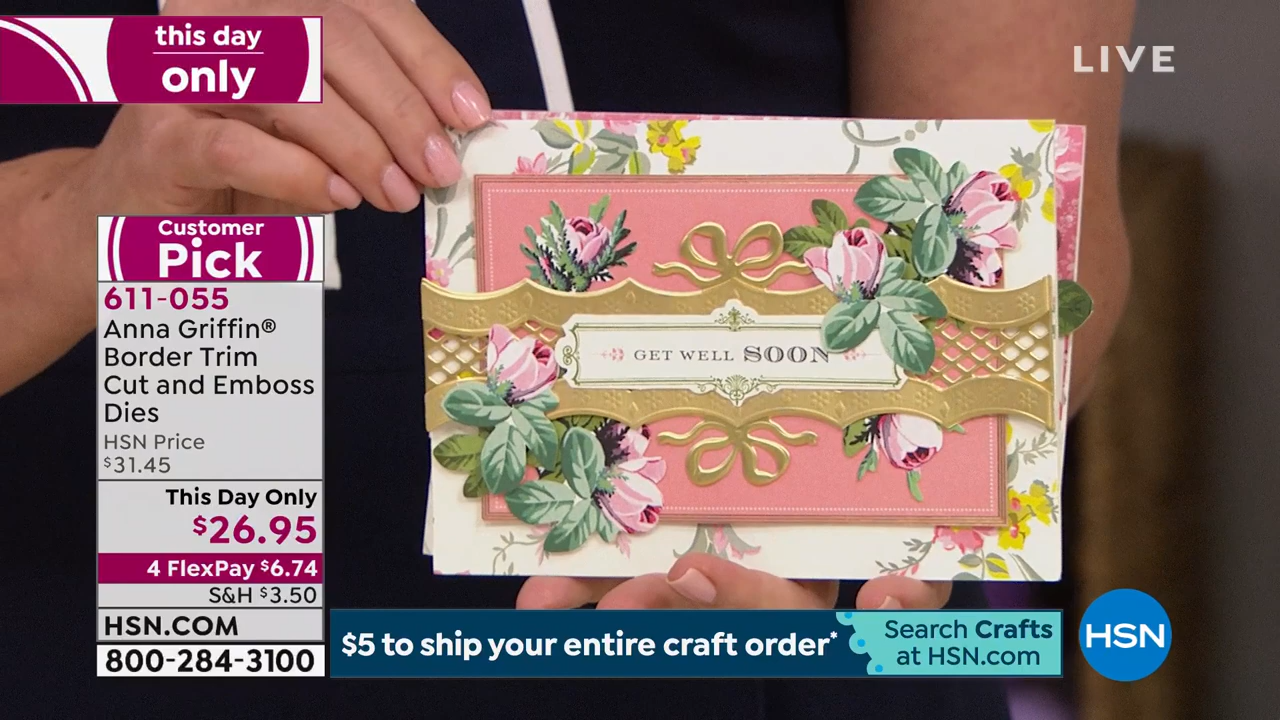 this day
only
LIVE
Customer
Pick
611-055
Anna Griffin®
Border Trim
Cut and Emboss
Dies
HSN Price
$31.45
This Day Only
$26.95
4 FlexPay $6.74
S&H $3.50
HSN.COM
800-284-3100
GET WELL SOON
$5 to ship your entire craft order*
Search Crafts
at HSN.com
HSN